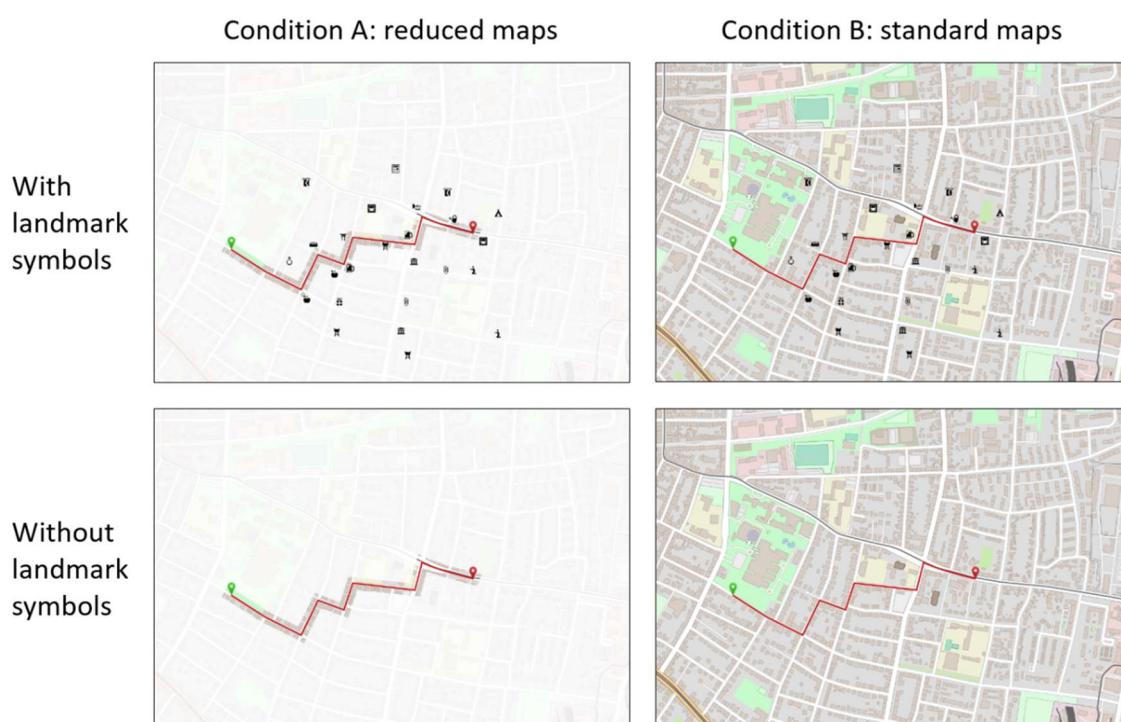 Condition A: reduced maps
Condition B: standard maps
With
landmark
symbols
Without
landmark
symbols